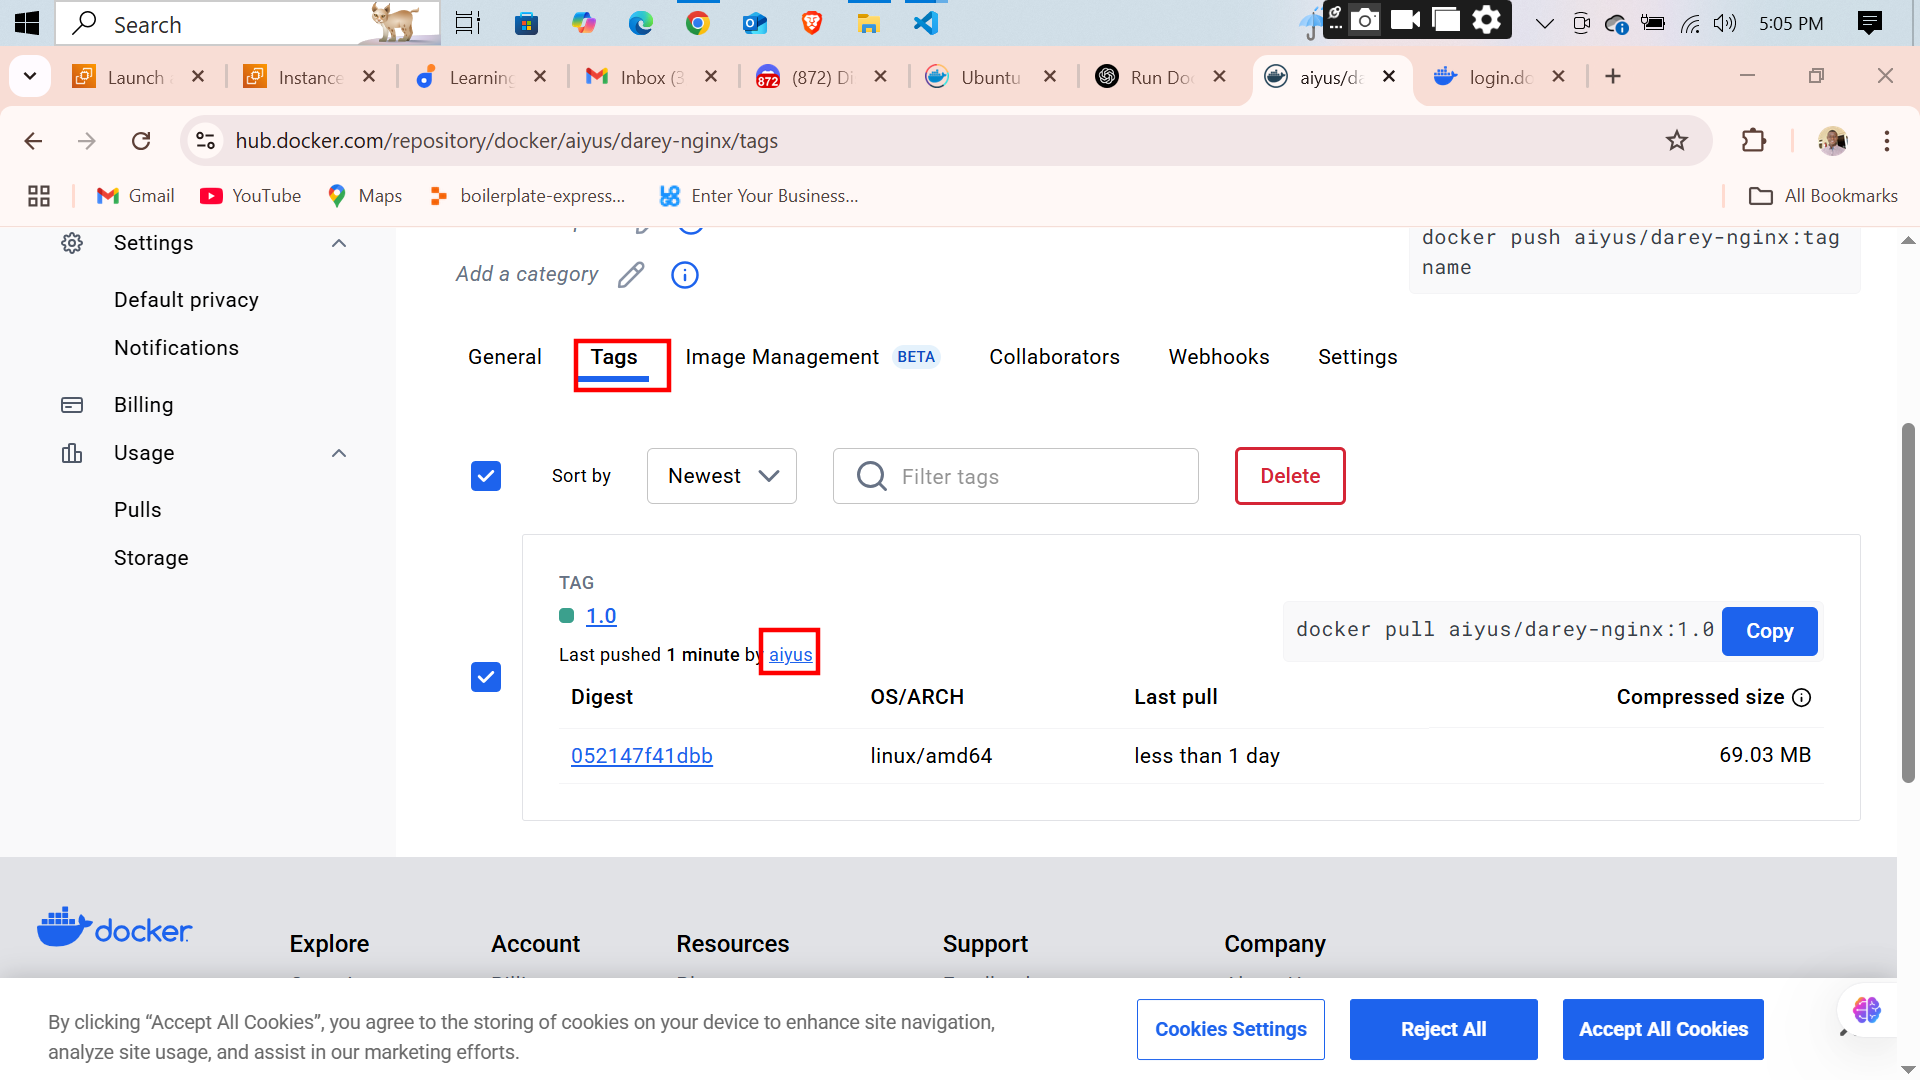 Search
5:05 PM
Launch
Instance
Learning
Inbox (3
(872) Di
Ubuntu
Run Doc
aiyus/da
login.do
hub.docker.com/repository/docker/aiyus/darey-nginx/tags
Gmail
YouTube
Maps
boilerplate-express...
Enter Your Business...
All Bookmarks
Settings
Default privacy
Notifications
Billing
Usage
Pulls
Storage
docker push aiyus/darey-nginx:tag
name
Add a category
General
Tags
Image Management BETA
Collaborators
Webhooks
Settings
Sort by
Newest
Filter tags
Delete
TAG
1.0
Last pushed 1 minute by aiyus
docker pull aiyus/darey-nginx:1.0
Copy
Digest
OS/ARCH
Last pull
Compressed size
052147f41dbb
linux/amd64
less than 1 day
69.03 MB
docker
Explore
Account
Resources
Support
Company
By clicking “Accept All Cookies”, you agree to the storing of cookies on your device to enhance site navigation,
analyze site usage, and assist in our marketing efforts.
Cookies Settings
Reject All
Accept All Cookies